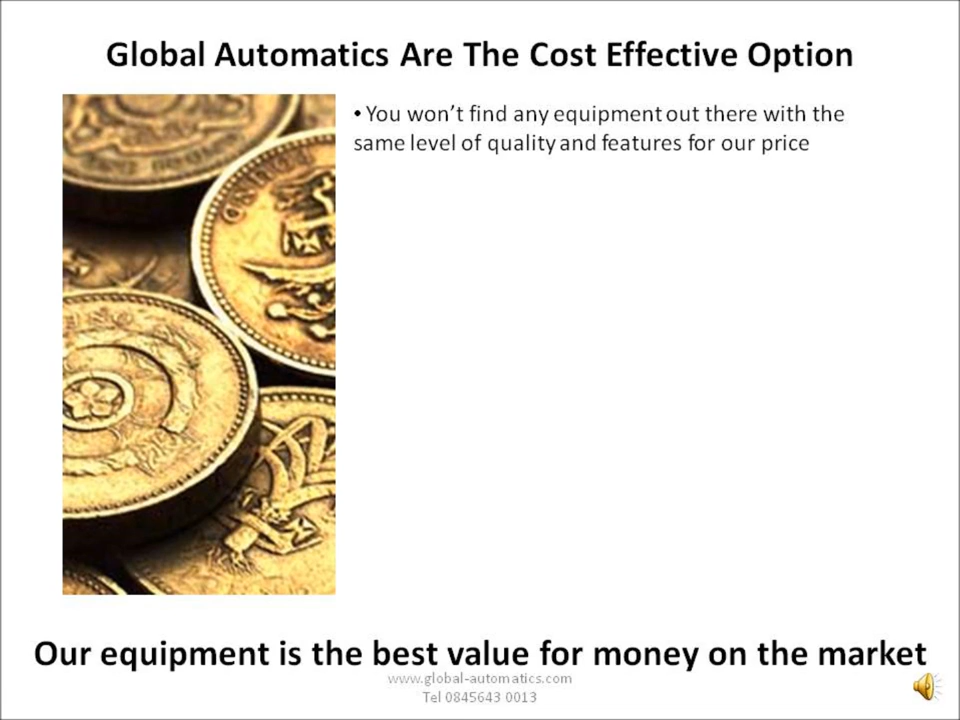 Global Automatics Are The Cost Effective Option
• You won't find any equipment out there with the
same level of quality and features for our price
Our equipment is the best value for money on the market
www.global-automatics.com
Tel 0845643 0013